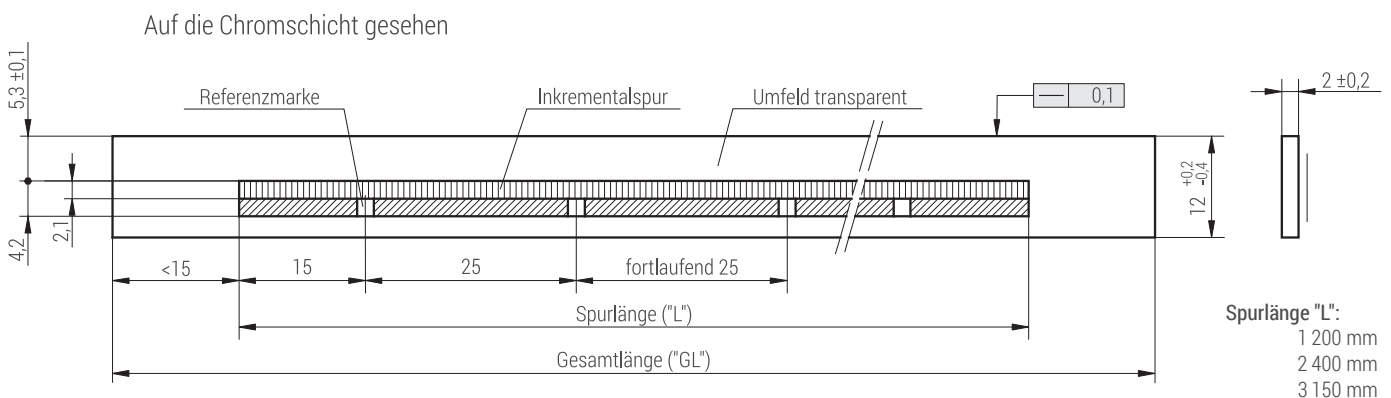 Auf die Chromschicht gesehen
5,3 ±0,1
Referenzmarke
Inkrementalspur
Umfeld transparent
0,1
2 ±0,2
12 +0,2 -0,4
4,2
2,1
<15
15
25
fortlaufend 25
Spurlänge ("L")
Gesamtlänge ("GL")
Spurlänge "L":
1 200 mm
2 400 mm
3 150 mm